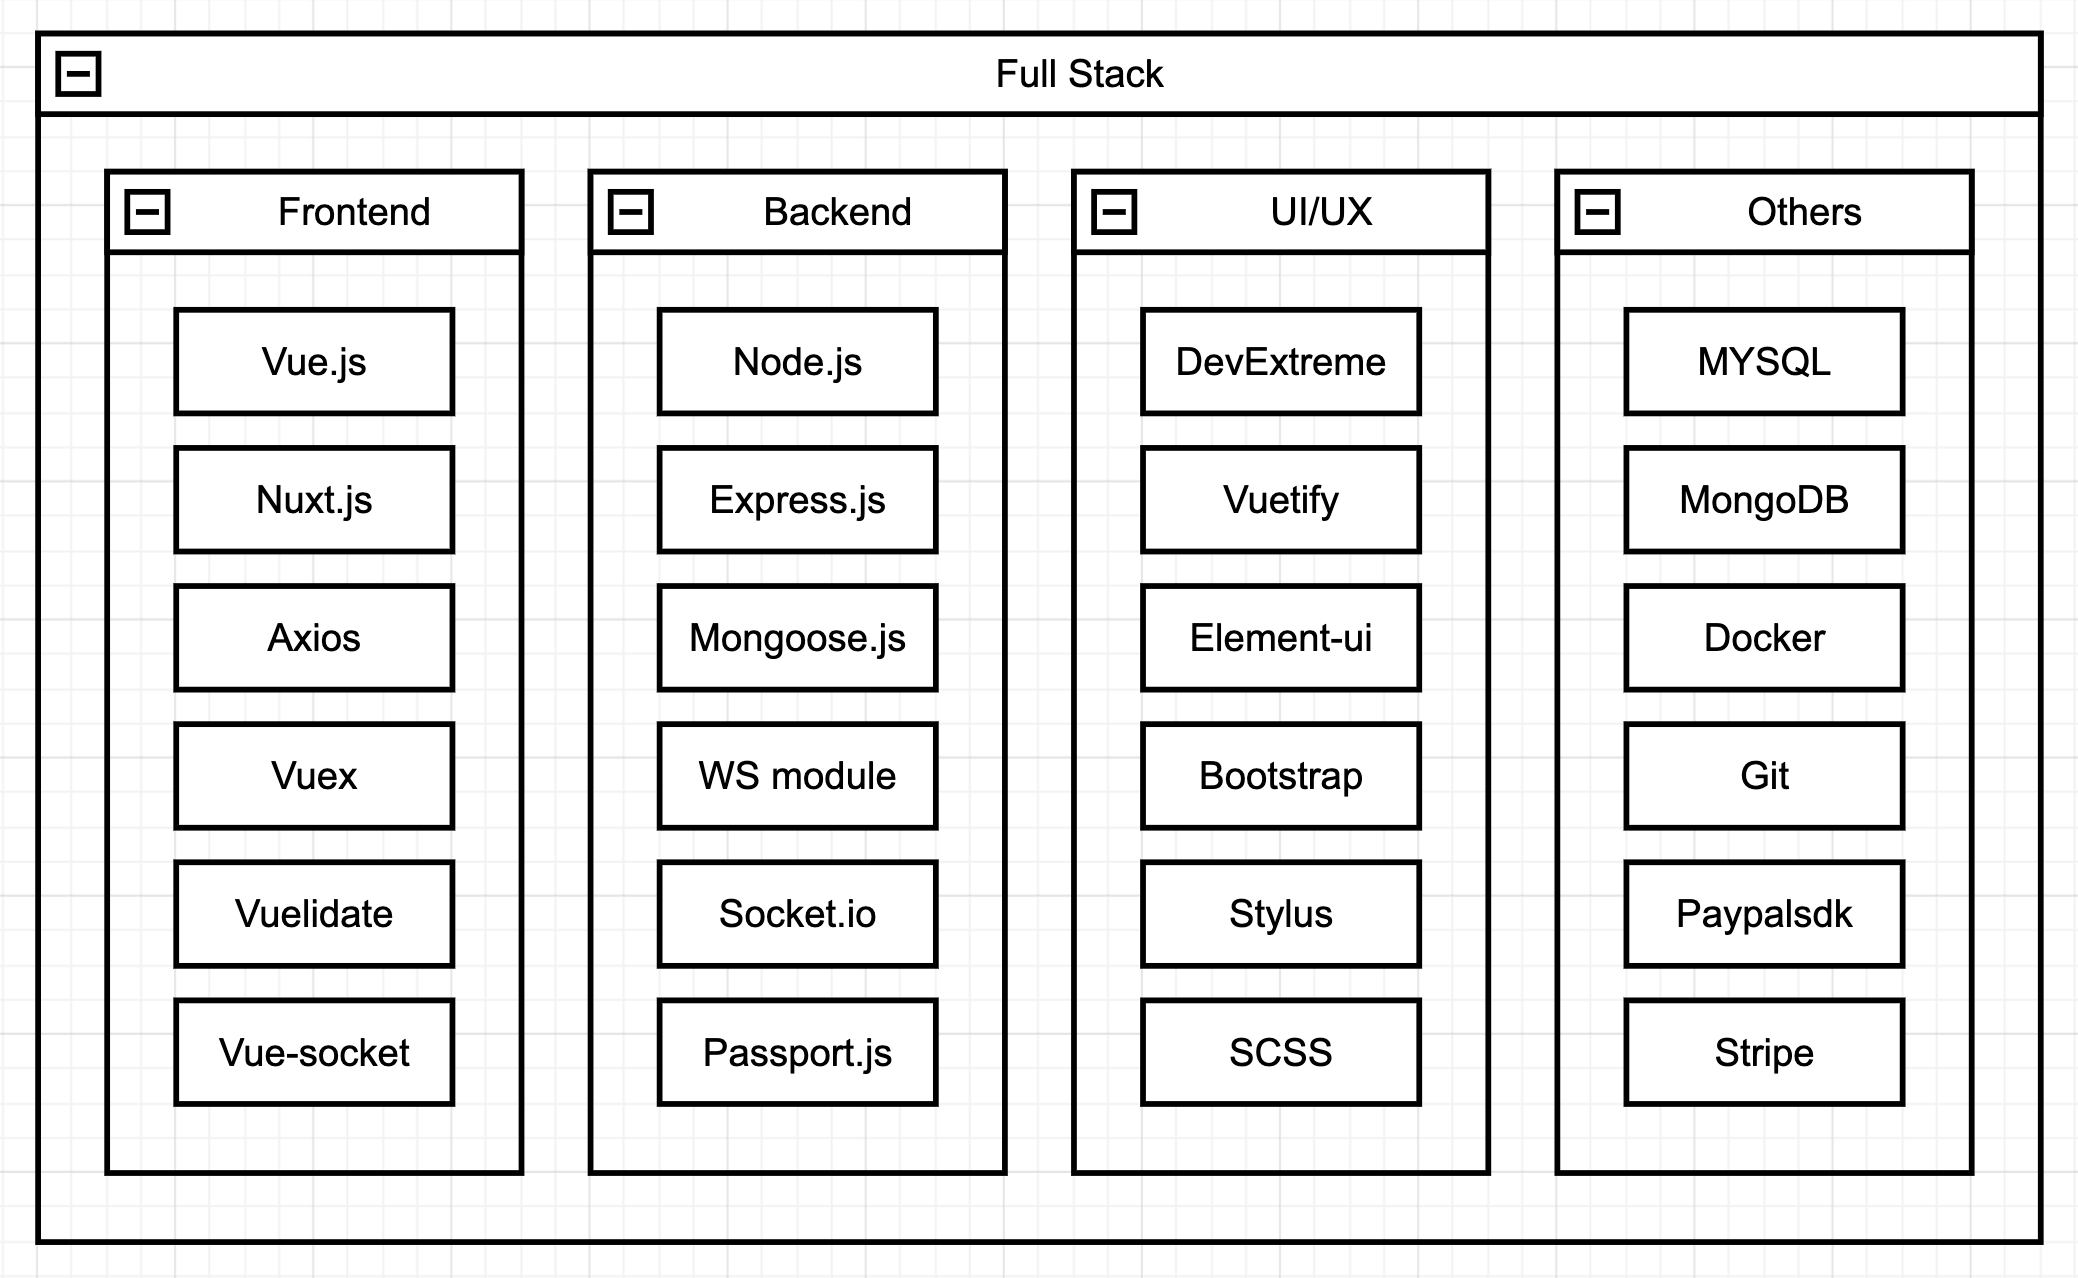 Full Stack
Frontend
Vue.js
Nuxt.js
Axios
Vuex
Vuelidate
Vue-socket
Backend
Node.js
Express.js
Mongoose.js
WS module
Socket.io
Passport.js
UI/UX
DevExtreme
Vuetify
Element-ui
Bootstrap
Stylus
SCSS
Others
MYSQL
MongoDB
Docker
Git
Paypalsdk
Stripe